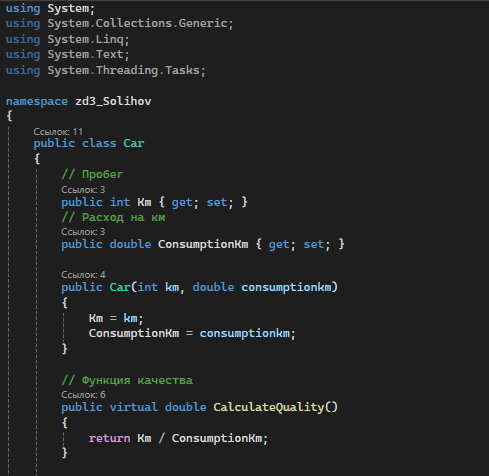 using System;
using System.Collections.Generic;
using System.Linq;
using System.Text;
using System.Threading.Tasks;
namespace zd3_Solihov
{
Ссылок: 11
public class Car
{
// Пробег
Ссылок: 3
public int Km { get; set; }
// Расход на км
Ссылок: 3
public double ConsumptionKm { get; set; }
Ссылок: 4
public Car(int km, double consumptionkm)
{
Km = km;
ConsumptionKm = consumptionkm;
}
// Функция качества
Ссылок: 6
public virtual double CalculateQuality()
{
return Km / ConsumptionKm;
}